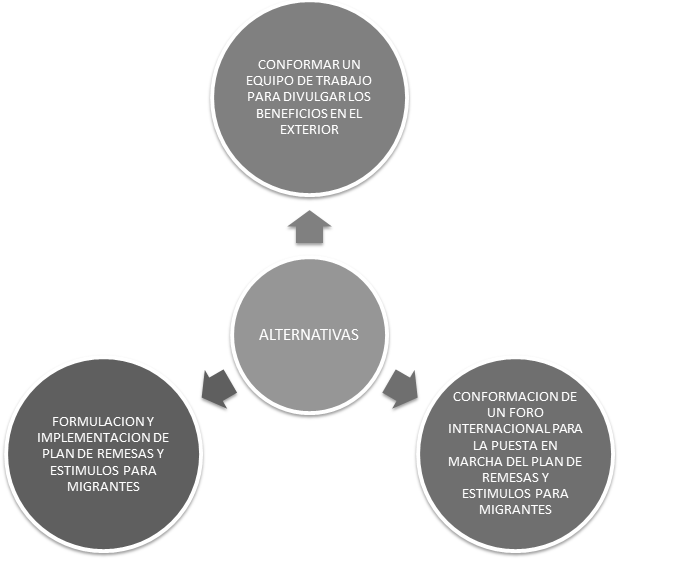 CONFORMAR UN
EQUIPO DE TRABAJO
PARA DIVULGAR LOS
BENEFICIOS EN EL
EXTERIOR
ALTERNATIVAS
FORMULACION Y
IMPLEMENTACION DE
PLAN DE REMESAS Y
ESTIMULOS PARA
MIGRANTES
CONFORMACION DE
UN FORO
INTERNACIONAL PARA
LA PUESTA EN
MARCHA DEL PLAN DE
REMESAS Y
ESTIMULOS PARA
MIGRANTES